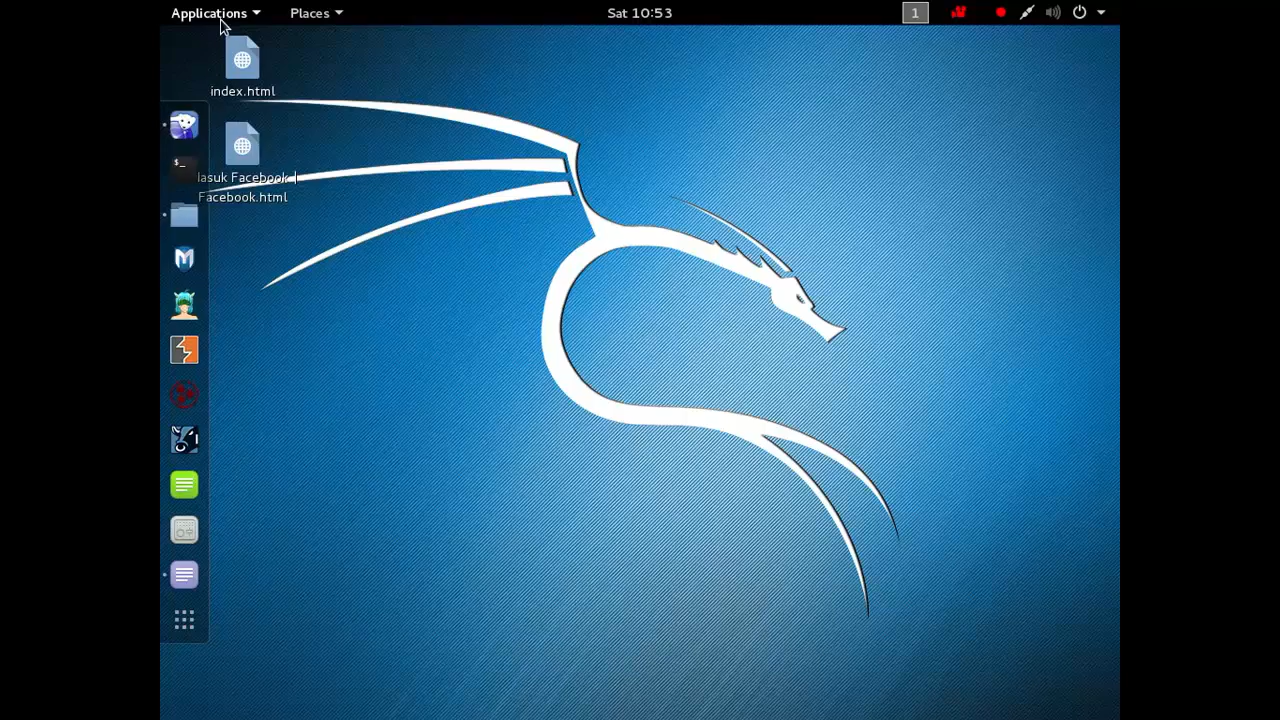 Applications
Places
Sat 10:53
1
index.html
$_
lasuk Facebook |
Facebook.html